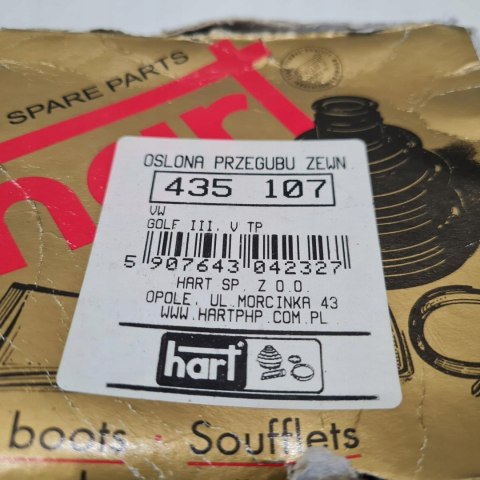 SPARE PARTS
hart
OSLONA PRZEGUBU ZEWN
435 107
VW
GOLF III, V TP
5 907643 042327
HART SP. Z O.O.
OPOLE, UL.MORCINKA 43
WWW.HARTPHP.COM.PL
hart
boots • Soufflets